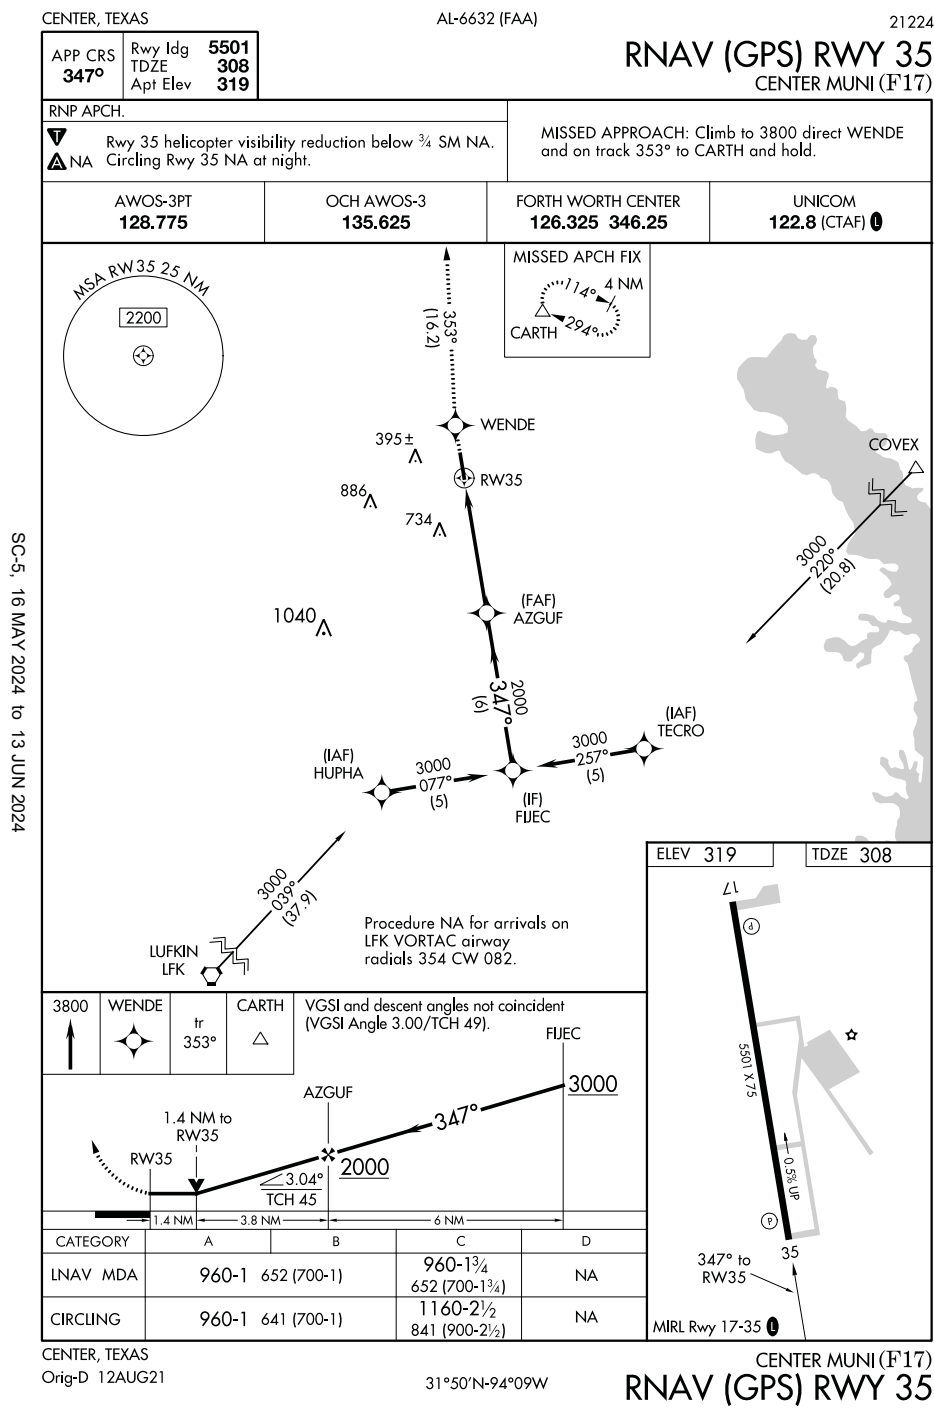 CENTER, TEXAS
AL-6632 (FAA)
21224
APP CRS
347°
Rwy ldg 5501
TDZE 308
Apt Elev 319
RNAV (GPS) RWY 35
CENTER MUNI (F17)
RNP APCH.
T
A NA
Rwy 35 helicopter visibility reduction below ¾ SM NA.
Circling Rwy 35 NA at night.
MISSED APPROACH: Climb to 3800 direct WENDE
and on track 353° to CARTH and hold.
AWOS-3PT
128.775
OCH AWOS-3
135.625
FORTH WORTH CENTER
126.325 346.25
UNICOM
122.8 (CTAF) L
MSA RW35 25 NM
2200
353°
(16.2)
MISSED APCH FIX
4 NM
114°
CARTH
294°
WENDE
395±
RW35
886
734
COVEX
3000
220°
(20.8)
1040
(FAF)
AZGUF
2000
347°
(6)
(IAF)
TECRO
3000
257°
(5)
(IAF)
HUPHA
3000
077°
(5)
(IF)
FIJEC
3000
039°
(37.9)
LUFKIN
LFK
Procedure NA for arrivals on
LFK VORTAC airway
radials 354 CW 082.
SC-5, 16 MAY 2024 to 13 JUN 2024
ELEV 319
TDZE 308
17
P
5501 X 75
0.5% UP
P
35
347° to
RW35
MIRL Rwy 17-35 L
3800
WENDE
tr
353°
CARTH
VGSI and descent angles not coincident
(VGSI Angle 3.00/TCH 49).
FIJEC
3000
AZGUF
347°
1.4 NM to
RW35
RW35
2000
3.04°
TCH 45
1.4 NM
3.8 NM
6 NM
CATEGORY A B C D
LNAV MDA 960-1 652 (700-1) 960-1¾ 652 (700-1¾) NA
CIRCLING 960-1 641 (700-1) 1160-2½ 841 (900-2½) NA
CENTER, TEXAS
Orig-D 12AUG21
31°50'N-94°09'W
CENTER MUNI (F17)
RNAV (GPS) RWY 35